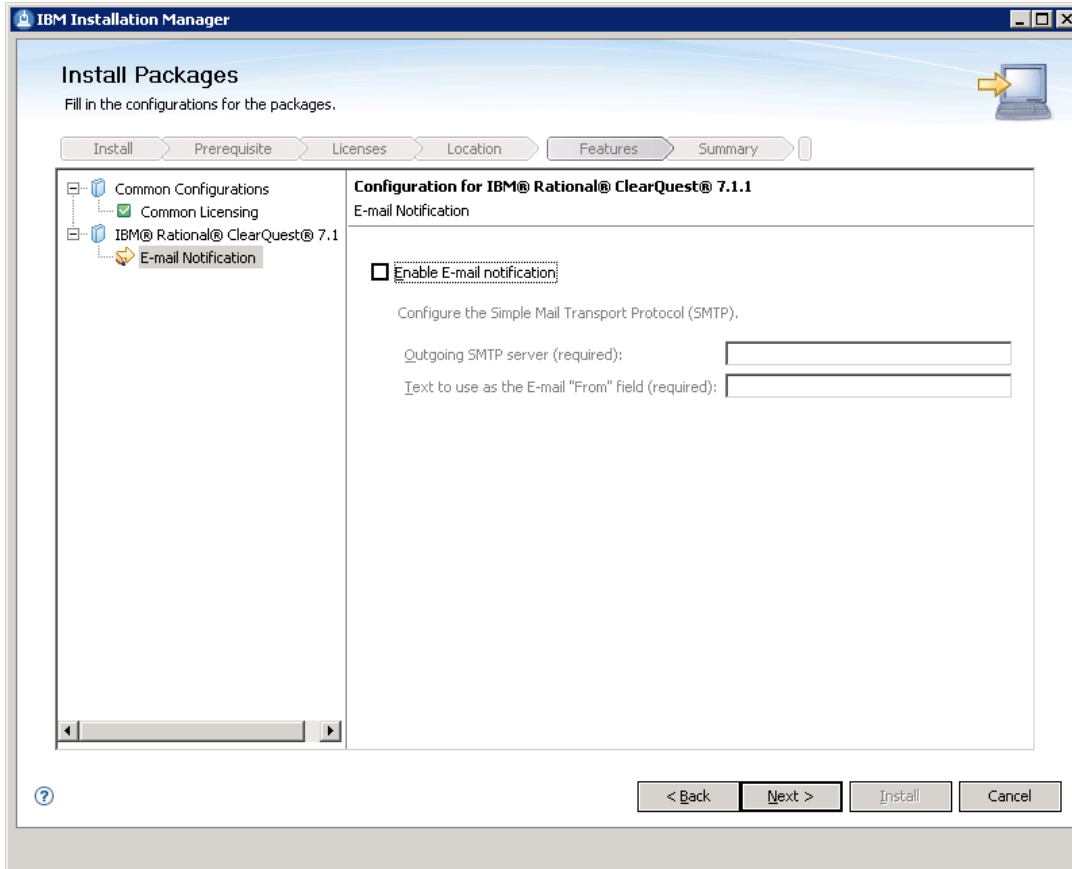 IBM Installation Manager
Install Packages
Fill in the configurations for the packages.
Install Prerequisite Licenses Location Features Summary
Common Configurations
Common Licensing
IBM® Rational® ClearQuest® 7.1
E-mail Notification
Configuration for IBM® Rational® ClearQuest® 7.1.1
E-mail Notification
Enable E-mail notification
Configure the Simple Mail Transport Protocol (SMTP).
Outgoing SMTP server (required):
Text to use as the E-mail "From" field (required):
?
< Back Next > Install Cancel